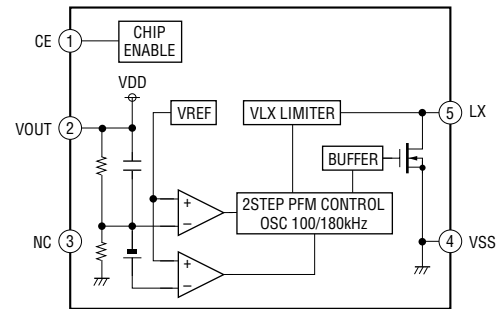 CE 1 CHIP
ENABLE
VDD
VOUT 2 VREF VLX LIMITER 5 LX
BUFFER
+
−
2STEP PFM CONTROL
OSC 100/180kHz
NC 3 4 VSS
+
−